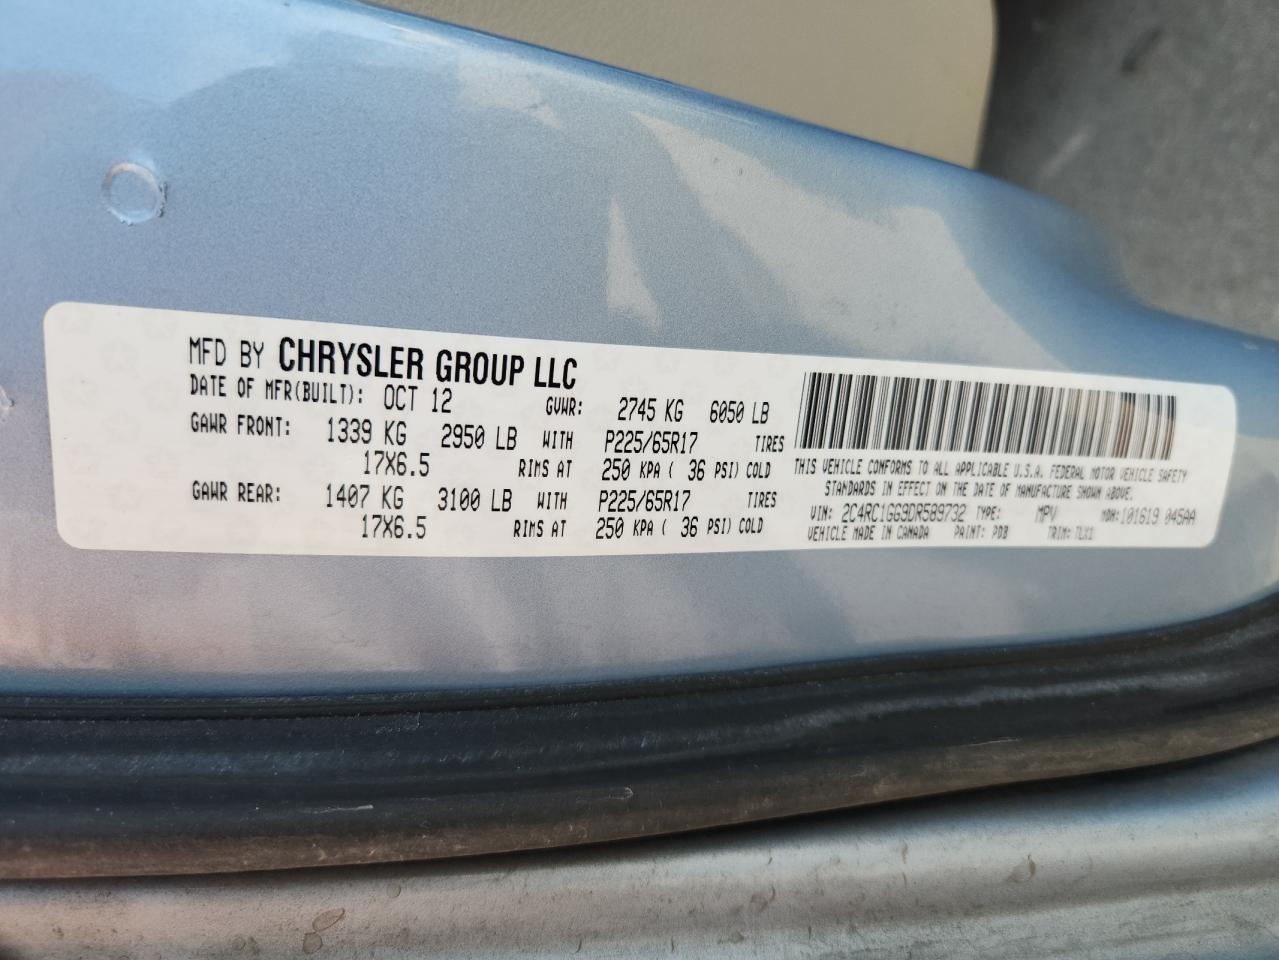 MFD BY CHRYSLER GROUP LLC
DATE OF MFR(BUILT): OCT 12 GVWR: 2745 KG 6050 LB
GAWR FRONT: 1339 KG 2950 LB WITH P225/65R17 TIRES
17X6.5 RIMS AT 250 KPA ( 36 PSI) COLD
GAWR REAR: 1407 KG 3100 LB WITH P225/65R17 TIRES
17X6.5 RIMS AT 250 KPA ( 36 PSI) COLD
THIS VEHICLE CONFORMS TO ALL APPLICABLE U.S.A. FEDERAL MOTOR VEHICLE SAFETY
STANDARDS IN EFFECT ON THE DATE OF MANUFACTURE SHOWN ABOVE.
VIN: 2C4RC1GG9DR589732 TYPE: MPV MDH: 101619 045AA
VEHICLE MADE IN CANADA PAINT: PDB TRIM: